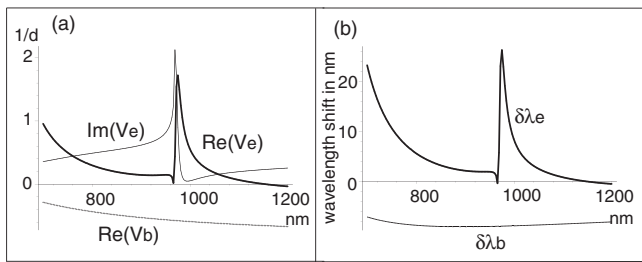 (a)
1/d
2
1
0
Im(Ve)
Re(Ve)
800
1000
1200
nm
Re(Vb)
(b)
wavelength shift in nm
20
10
0
δλe
800
1000
1200
nm
δλb